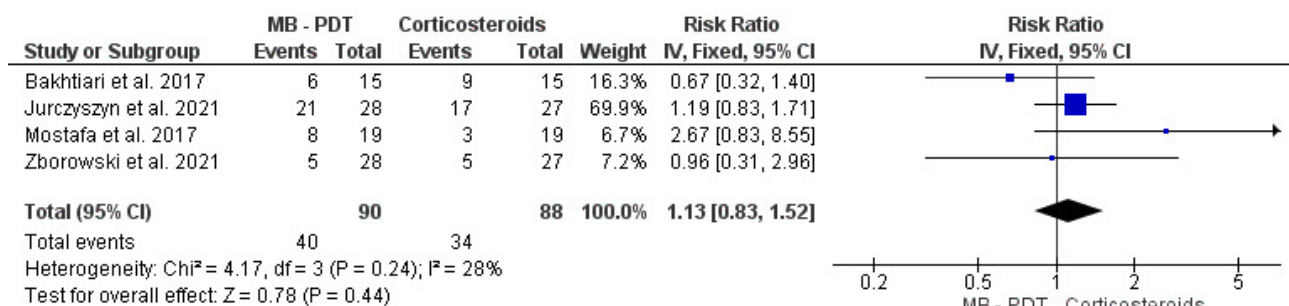 MB - PDT Corticosteroids Risk Ratio Risk Ratio
Study or Subgroup Events Total Events Total Weight IV, Fixed, 95% CI IV, Fixed, 95% CI
Bakhtiari et al. 2017 6 15 9 15 16.3% 0.67 [0.32, 1.40]
Jurczyszyn et al. 2021 21 28 17 27 69.9% 1.19 [0.83, 1.71]
Mostafa et al. 2017 8 19 3 19 6.7% 2.67 [0.83, 8.55]
Zborowski et al. 2021 5 28 5 27 7.2% 0.96 [0.31, 2.96]
Total (95% CI) 90 88 100.0% 1.13 [0.83, 1.52]
Total events 40 34
Heterogeneity: Chi² = 4.17, df = 3 (P = 0.24); I² = 28%
Test for overall effect: Z = 0.78 (P = 0.44)
0.2 0.5 1 2 5
MB - PDT Corticosteroids